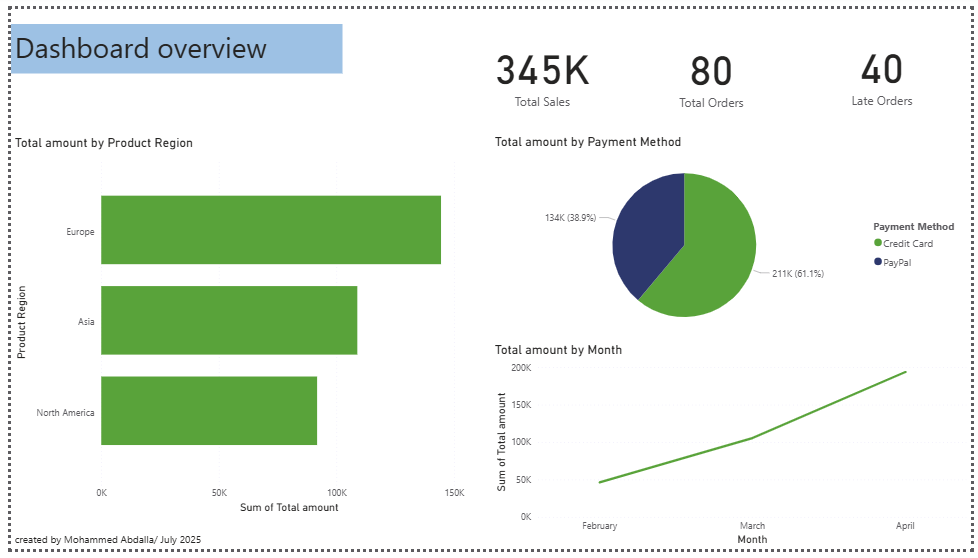 Dashboard overview
345K
Total Sales
80
Total Orders
40
Late Orders
Total amount by Product Region
Product Region
Europe
Asia
North America
0K
50K
100K
150K
Sum of Total amount
Total amount by Payment Method
134K (38.9%)
211K (61.1%)
Payment Method
Credit Card
PayPal
Total amount by Month
Sum of Total amount
200K
150K
100K
50K
0K
February
March
April
Month
created by Mohammed Abdalla/ July 2025